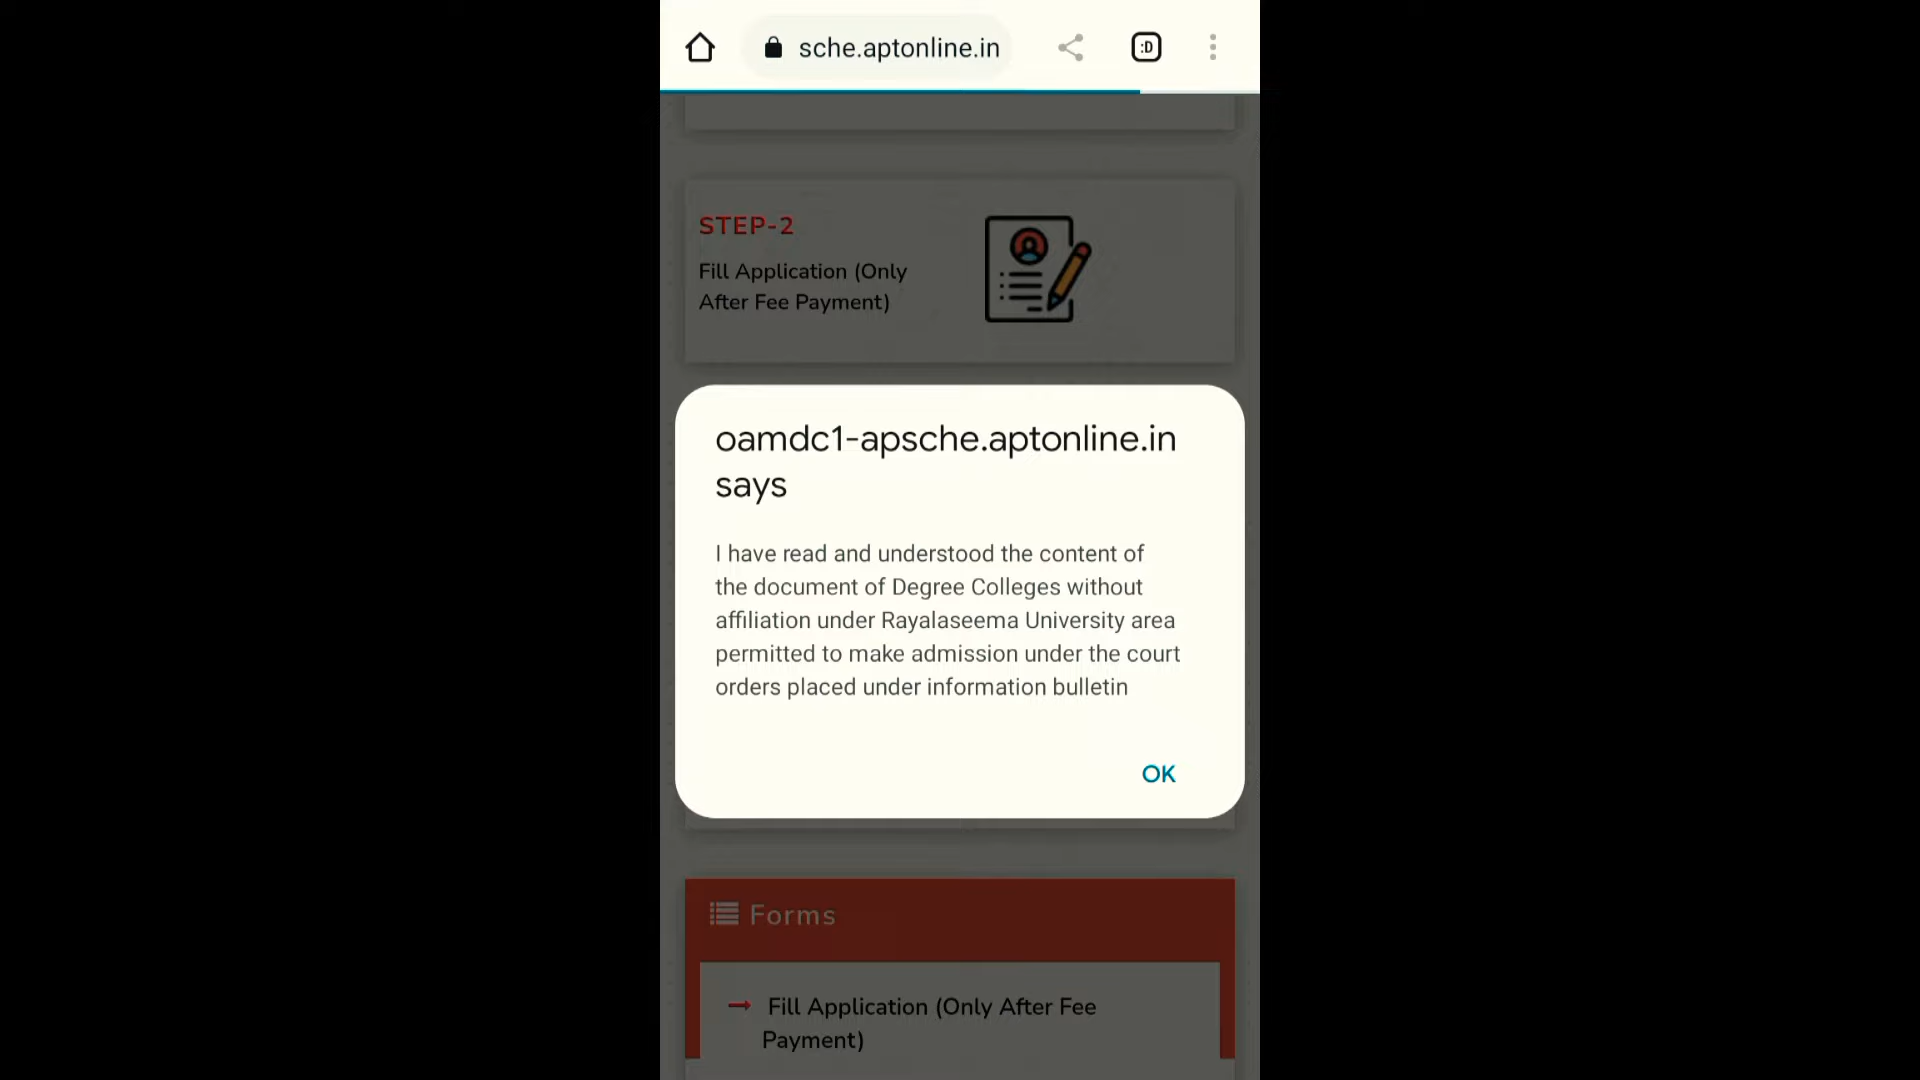 sche.aptonline.in
:D
STEP-2
Fill Application (Only
After Fee Payment)
oamdc1-apsche.aptonline.in
says
I have read and understood the content of
the document of Degree Colleges without
affiliation under Rayalaseema University area
permitted to make admission under the court
orders placed under information bulletin
OK
Forms
Fill Application (Only After Fee
Payment)